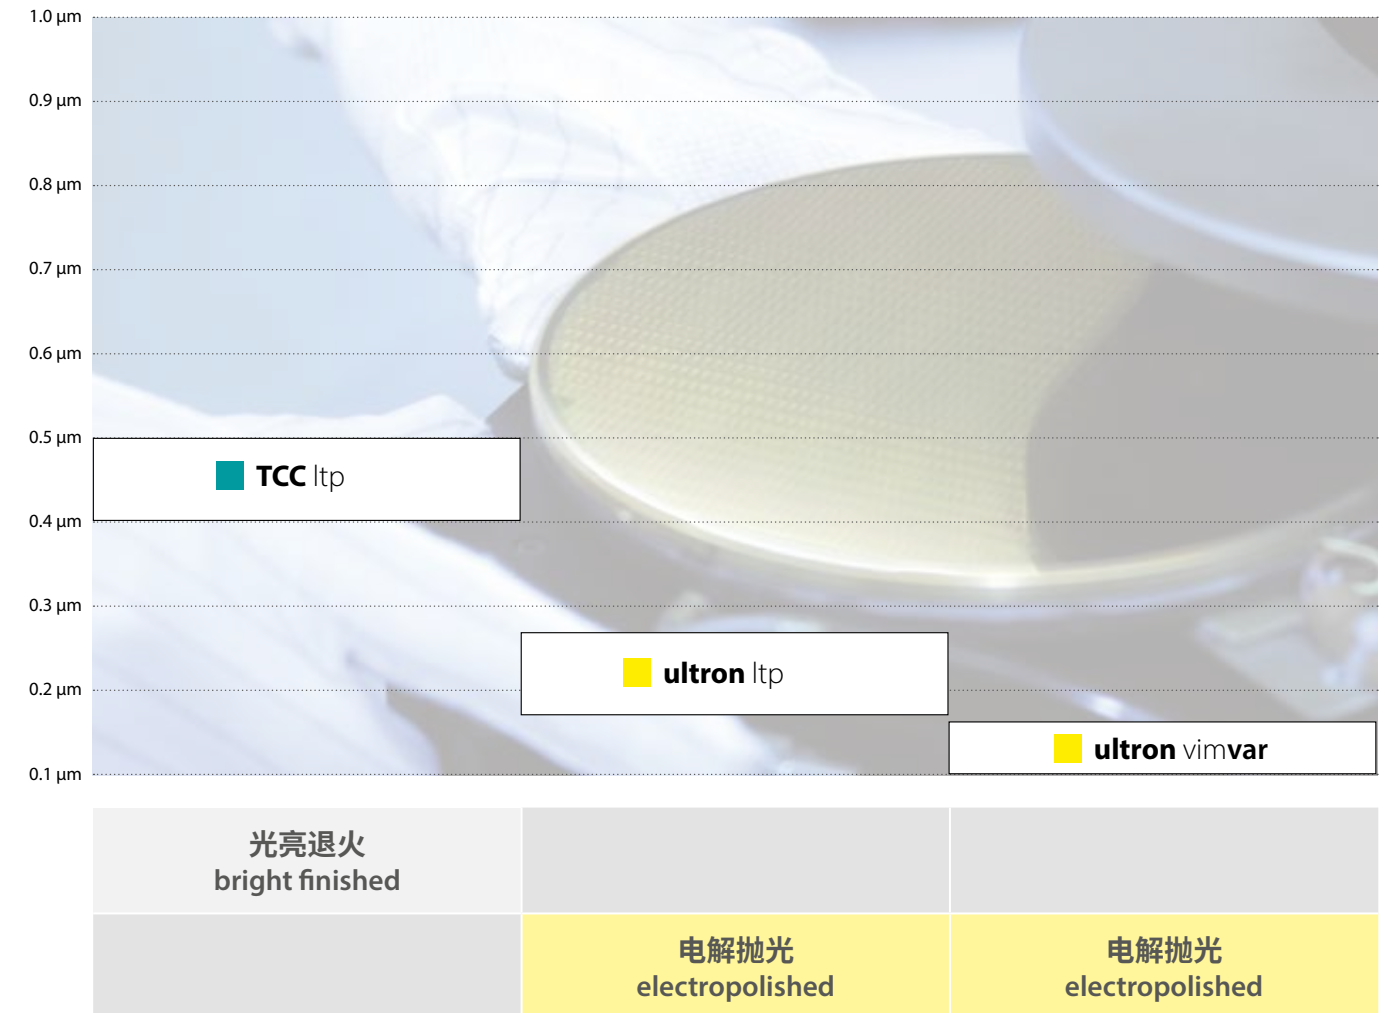 1.0 µm
0.9 µm
0.8 µm
0.7 µm
0.6 µm
0.5 µm
TCC ltp
0.4 µm
0.3 µm
ultron ltp
0.2 µm
ultron vimvar
0.1 µm
光亮退火
bright finished
电解抛光
electropolished
电解抛光
electropolished